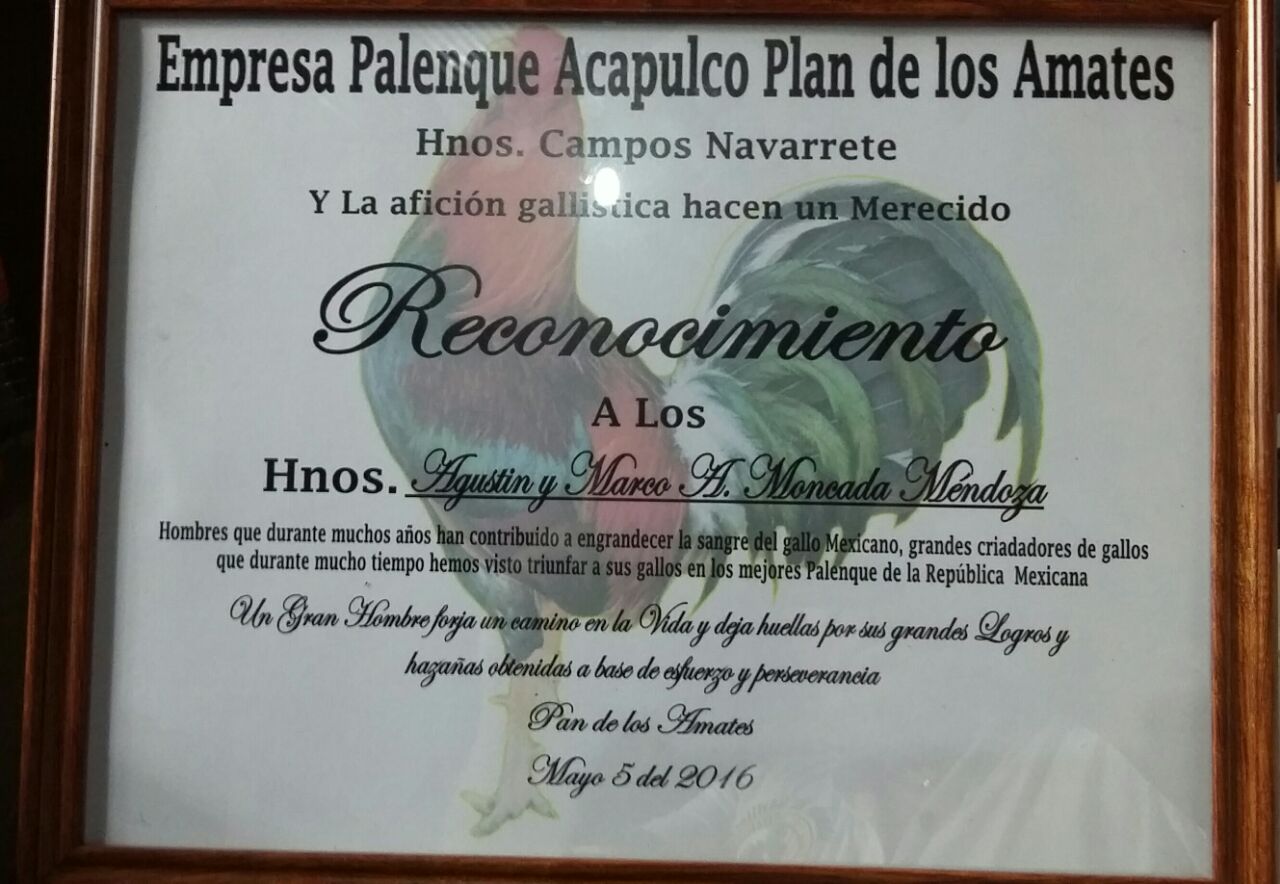 Empresa Palenque Acapulco Plan de los Amates
Hnos. Campos Navarrete
Y La afición gallistica hacen un Merecido
Reconocimiento
A Los
Hnos. Agustin y Marco A. Moncada Méndoza
Hombres que durante muchos años han contribuido a engrandecer la sangre del gallo Mexicano, grandes criadadores de gallos
que durante mucho tiempo hemos visto triunfar a sus gallos en los mejores Palenque de la República Mexicana
Un Gran Hombre forja un camino en la Vida y deja huellas por sus grandes Logros y
hazañas obtenidas a base de esfuerzo y perseverancia
Pan de los Amates
Mayo 5 del 2016